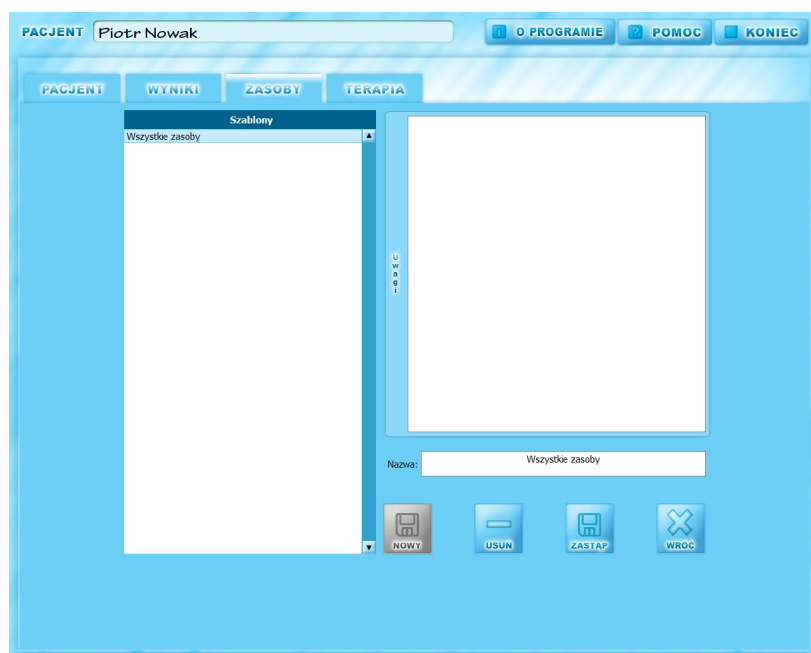 PACJENT Piotr Nowak O PROGRAMIE POMOC KONIEC
PACJENT WYNIKI ZASOBY TERAPIA
Szablony
Wszystkie zasoby
Uwagi
Nazwa: Wszystkie zasoby
NOWY USUN ZASTĄP WROC